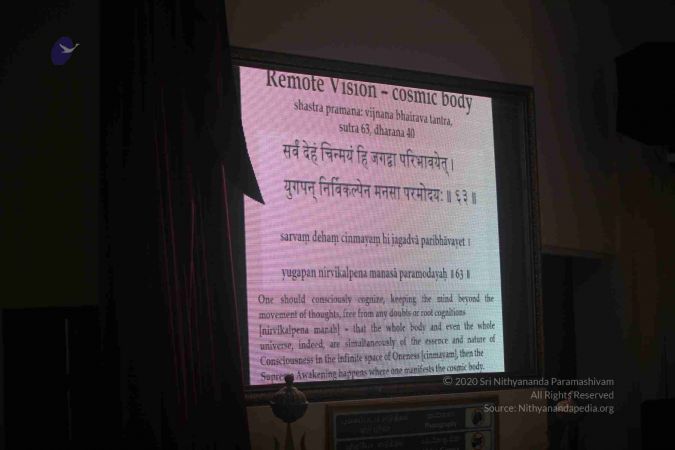 Remote Vision – cosmic body
shastra pramana: vijnana bhairava tantra,
sutra 63, dharana 40
सर्वं देहं चिन्मयं हि जगद्वा परिभावयेत् ।
युगपन् निर्विकल्पेन मनसा परमोदयः ॥ ६३ ॥
sarvaṃ dehaṃ cinmayaṃ hi jagadvā paribhāvayet ।
yugapan nirvikalpena manasā paramodayaḥ ॥ 63 ॥
One should consciously cognize, keeping the mind beyond the
movement of thoughts, free from any doubts or root cognitions
[nirvikalpena manah] – that the whole body and even the whole
universe, indeed, are simultaneously of the essence and nature of
Consciousness in the infinite space of Oneness [cinmayam], then the
Supreme Awakening happens where one manifests the cosmic body.
© 2020 Sri Nithyananda Paramashivam
All Rights Reserved
Source: Nithyanandapedia.org
Photography